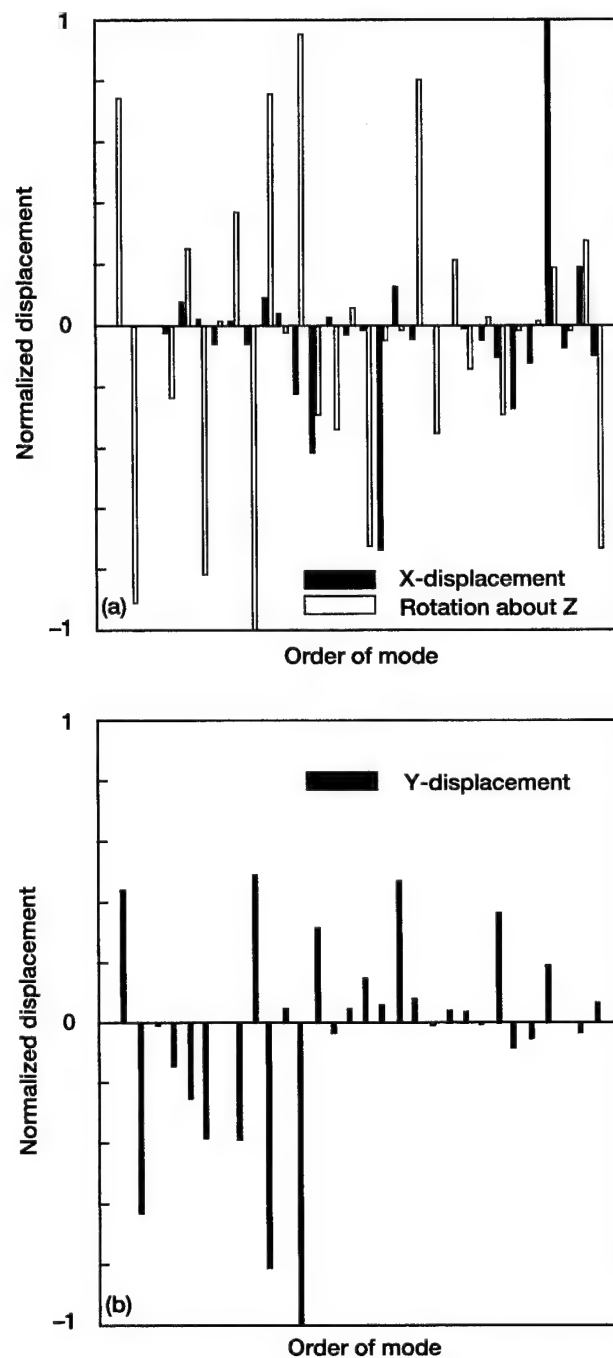 1
Normalized displacement
0
X-displacement
Rotation about Z
(a)
–1
Order of mode
1
Y-displacement
Normalized displacement
0
(b)
–1
Order of mode